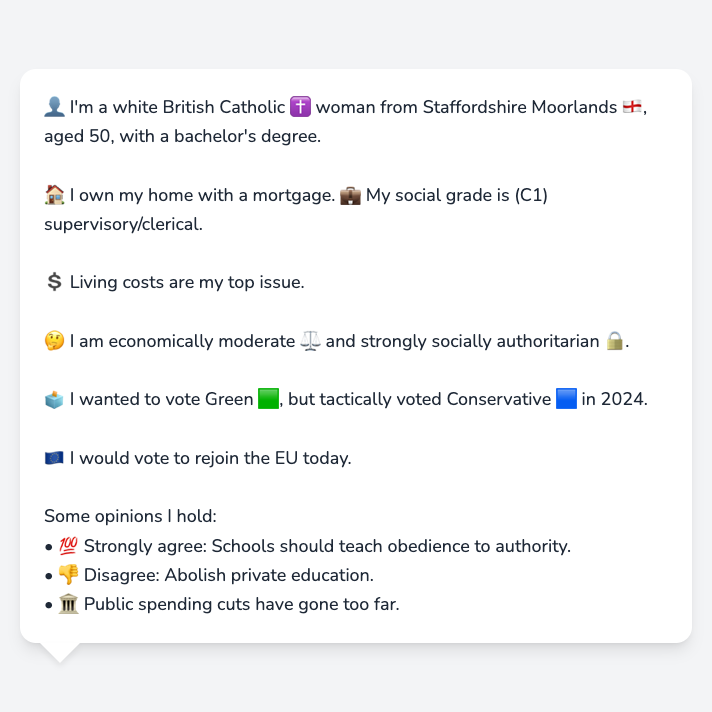 👤 I'm a white British Catholic ✝️ woman from Staffordshire Moorlands 🏴󠁧󠁢󠁥󠁮󠁧󠁿,
aged 50, with a bachelor's degree.
🏠 I own my home with a mortgage. 💼 My social grade is (C1)
supervisory/clerical.
💲 Living costs are my top issue.
🤔 I am economically moderate ⚖️ and strongly socially authoritarian 🔒.
🗳️ I wanted to vote Green 🟩, but tactically voted Conservative 🟦 in 2024.
🇪🇺 I would vote to rejoin the EU today.
Some opinions I hold:
• 💯 Strongly agree: Schools should teach obedience to authority.
• 👎 Disagree: Abolish private education.
• 🏛️ Public spending cuts have gone too far.